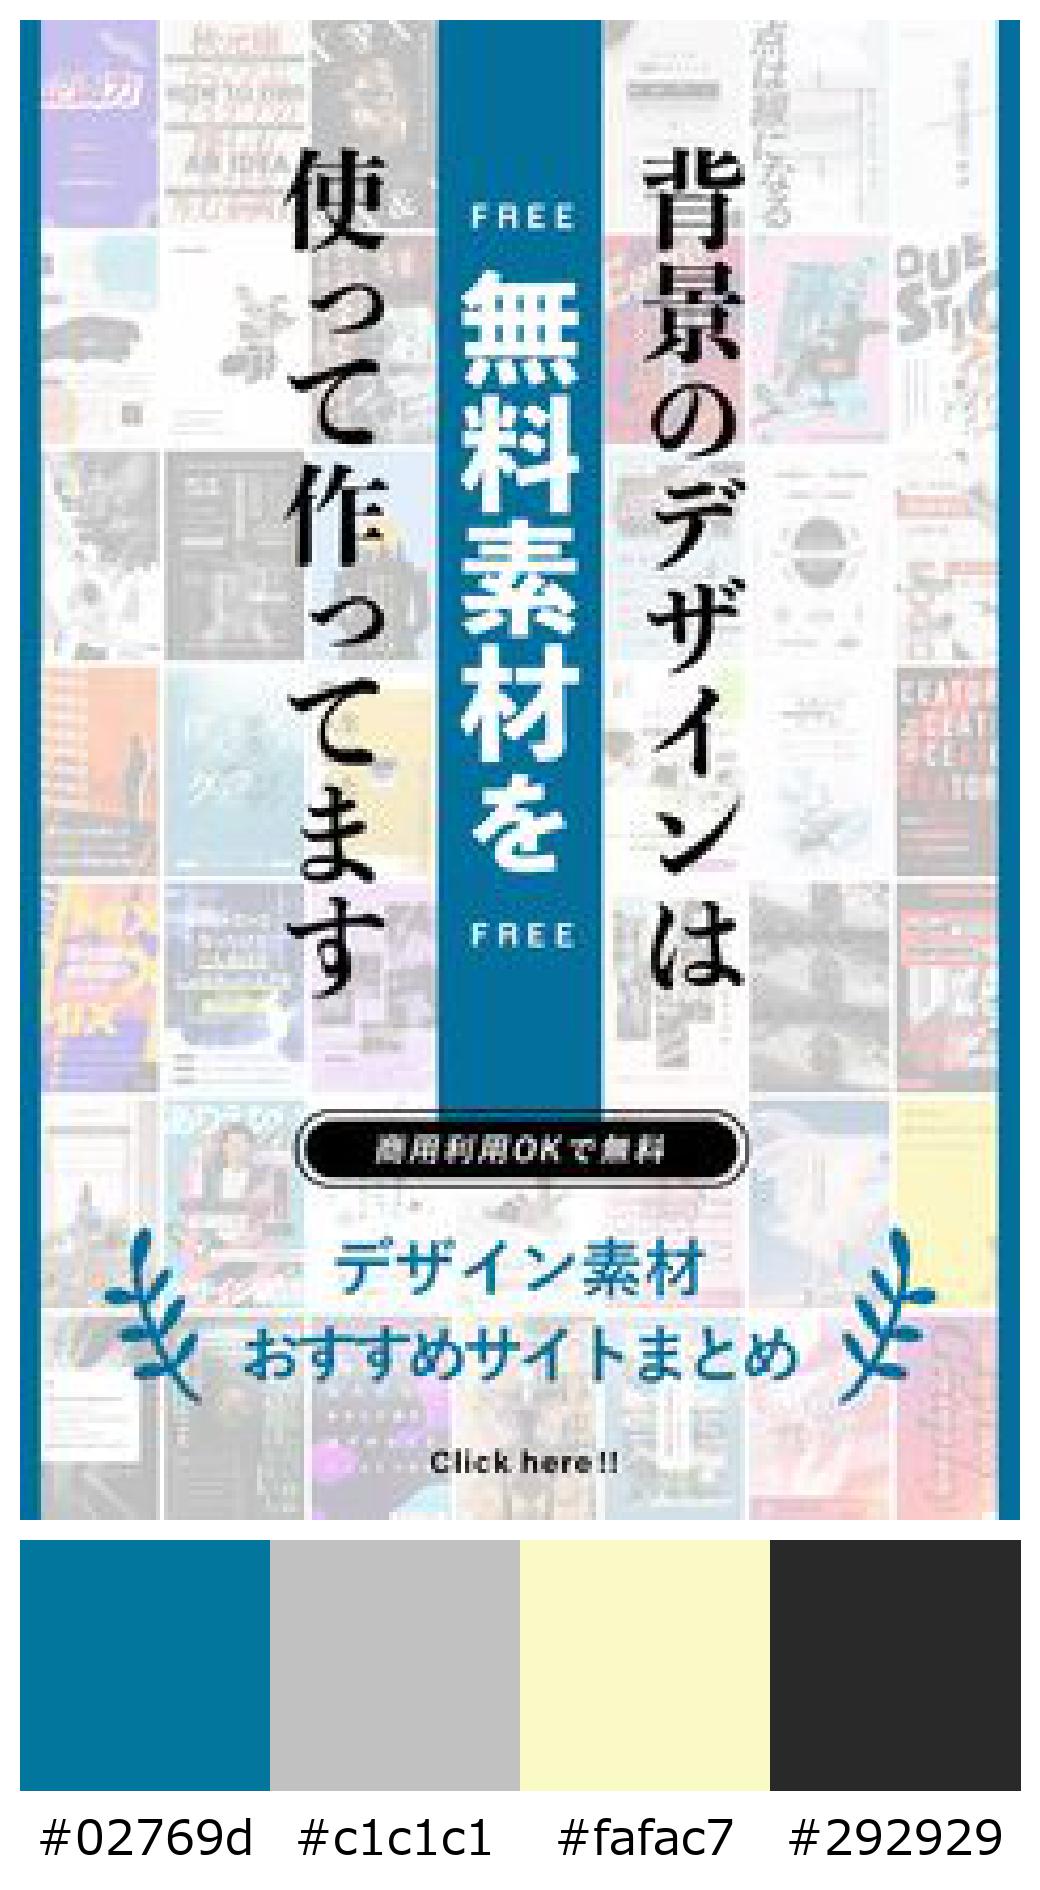 背景のデザインは
FREE
無料素材を
FREE
使って作ってます
商用利用OKで無料
デザイン素材
おすすめサイトまとめ
Click here!!
#02769d
#c1c1c1
#fafac7
#292929